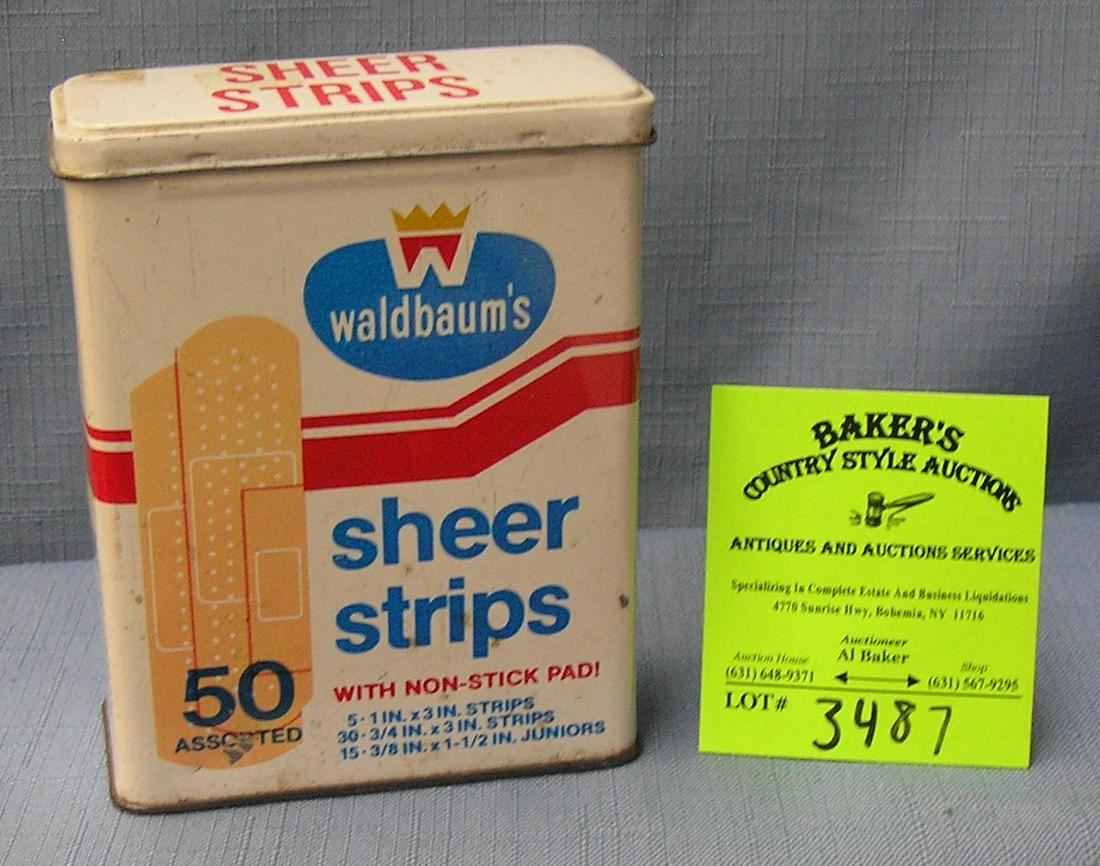 SHEER
STRIPS
W
waldbaum's
sheer
strips
WITH NON-STICK PAD!
5 · 1 IN. x 3 IN. STRIPS
30 · 3/4 IN. x 3 IN. STRIPS
15 · 3/8 IN. x 1-1/2 IN. JUNIORS
50
ASSORTED
BAKER'S
COUNTRY STYLE AUCTIONS
ANTIQUES AND AUCTIONS SERVICES
Specializing In Complete Estate And Business Liquidations
4770 Sunrise Hwy, Bohemia, NY 11716
Auctioneer
Al Baker
Auction House
(631) 648-9371
Shop
(631) 567-9295
LOT# 3487